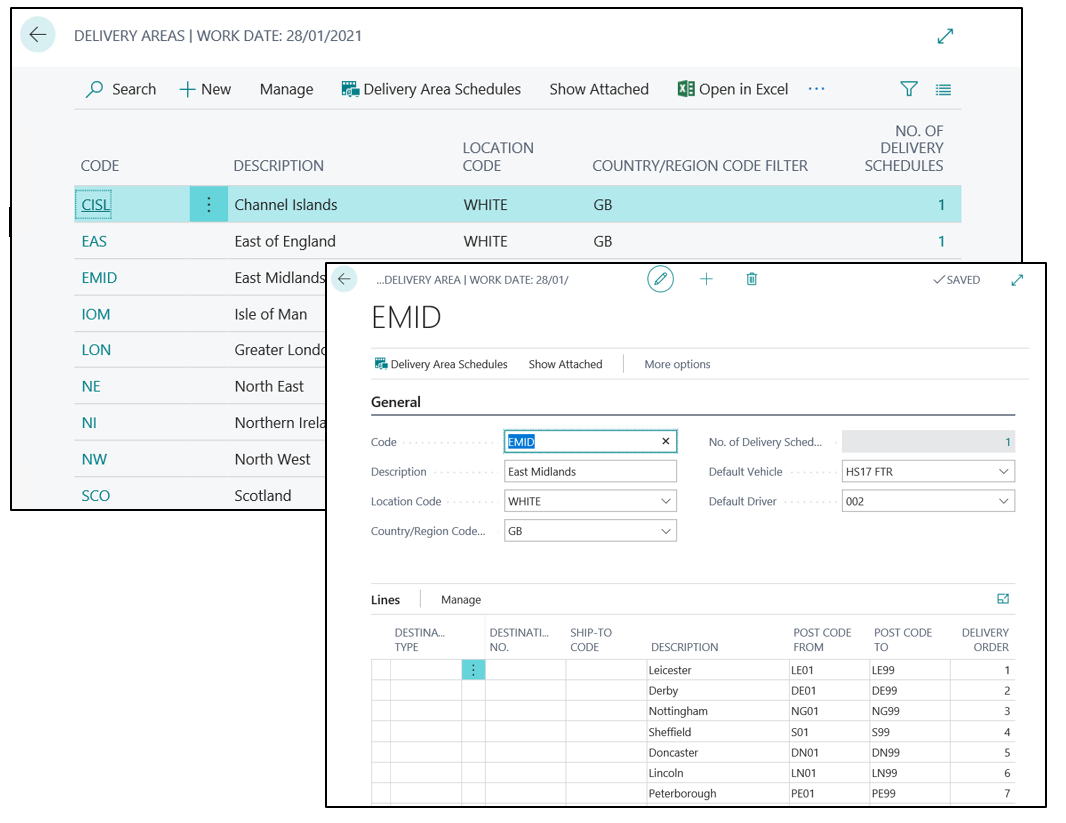 DELIVERY AREAS | WORK DATE: 28/01/2021
Search New Manage Delivery Area Schedules Show Attached Open in Excel ...
CODE DESCRIPTION LOCATION CODE COUNTRY/REGION CODE FILTER NO. OF DELIVERY SCHEDULES
CISL Channel Islands WHITE GB 1
EAS East of England WHITE GB 1
EMID East Midlands
IOM Isle of Man
LON Greater Londo
NE North East
NI Northern Irela
NW North West
SCO Scotland
...DELIVERY AREA | WORK DATE: 28/01/ SAVED
EMID
Delivery Area Schedules Show Attached More options
General
Code EMID No. of Delivery Sched... 1
Description East Midlands Default Vehicle HS17 FTR
Location Code WHITE Default Driver 002
Country/Region Code... GB
Lines Manage
DESTINA... TYPE DESTINATI... NO. SHIP-TO CODE DESCRIPTION POST CODE FROM POST CODE TO DELIVERY ORDER
Leicester LE01 LE99 1
Derby DE01 DE99 2
Nottingham NG01 NG99 3
Sheffield S01 S99 4
Doncaster DN01 DN99 5
Lincoln LN01 LN99 6
Peterborough PE01 PE99 7